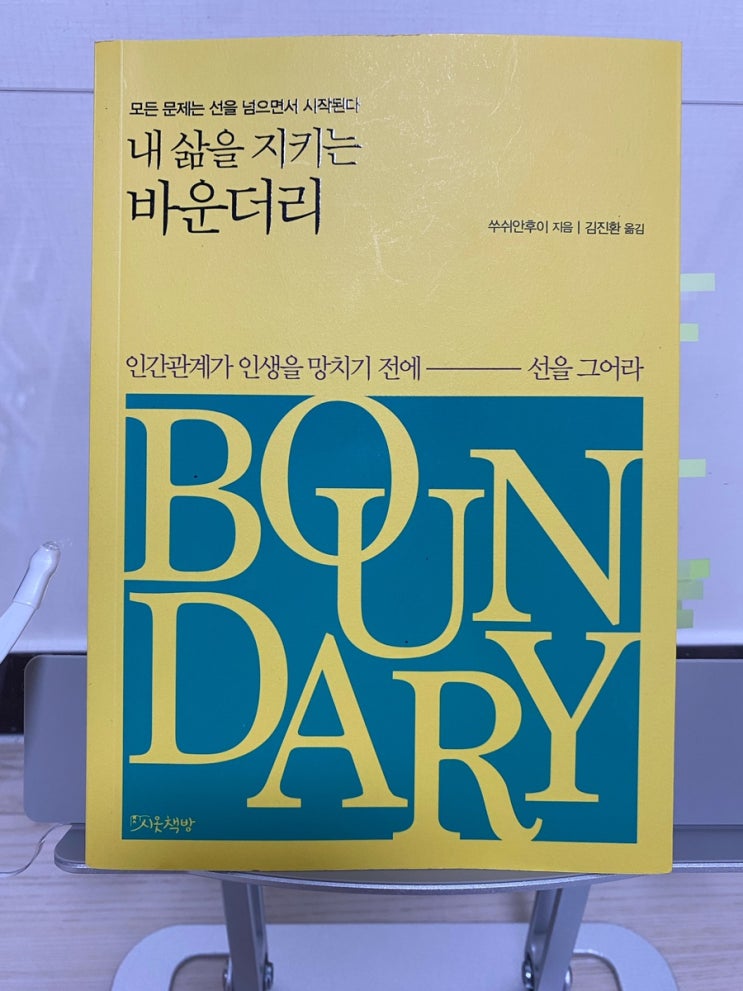 모든 문제는 선을 넘으면서 시작된다
내 삶을 지키는
바운더리
쑤쉬안후이 지음 | 김진환 옮김
인간관계가 인생을 망치기 전에 ──── 선을 그어라
BOUN
DARY
시옷책방